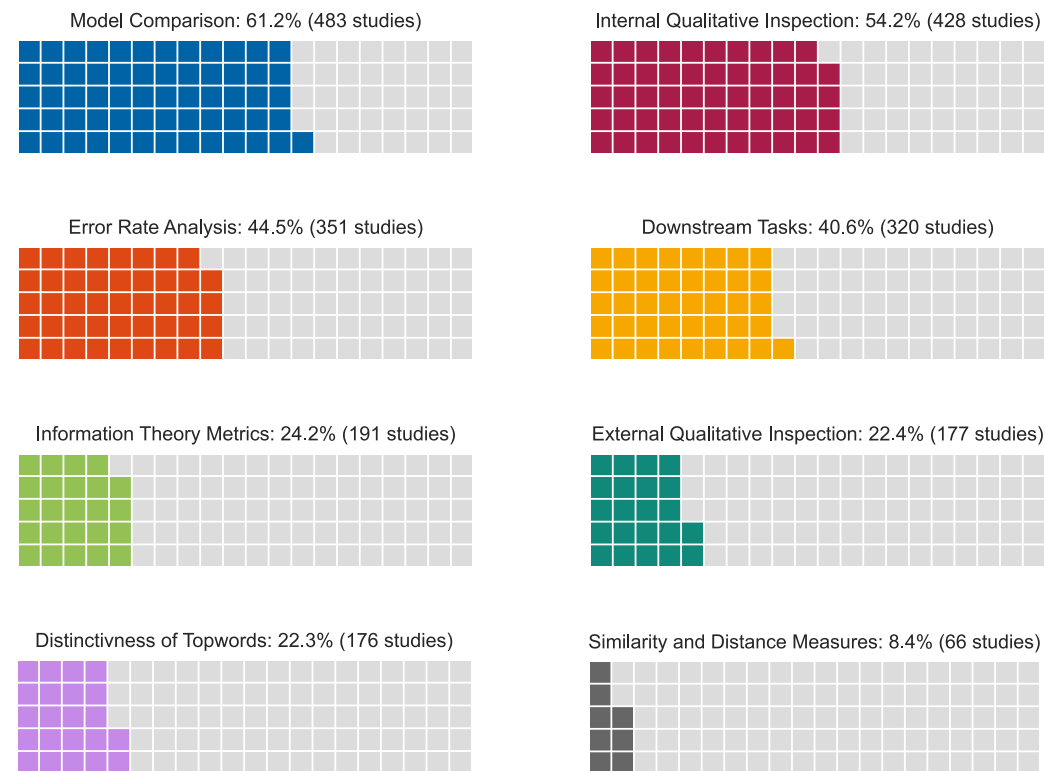 Model Comparison: 61.2% (483 studies)
Internal Qualitative Inspection: 54.2% (428 studies)
Error Rate Analysis: 44.5% (351 studies)
Downstream Tasks: 40.6% (320 studies)
Information Theory Metrics: 24.2% (191 studies)
External Qualitative Inspection: 22.4% (177 studies)
Distinctivness of Topwords: 22.3% (176 studies)
Similarity and Distance Measures: 8.4% (66 studies)